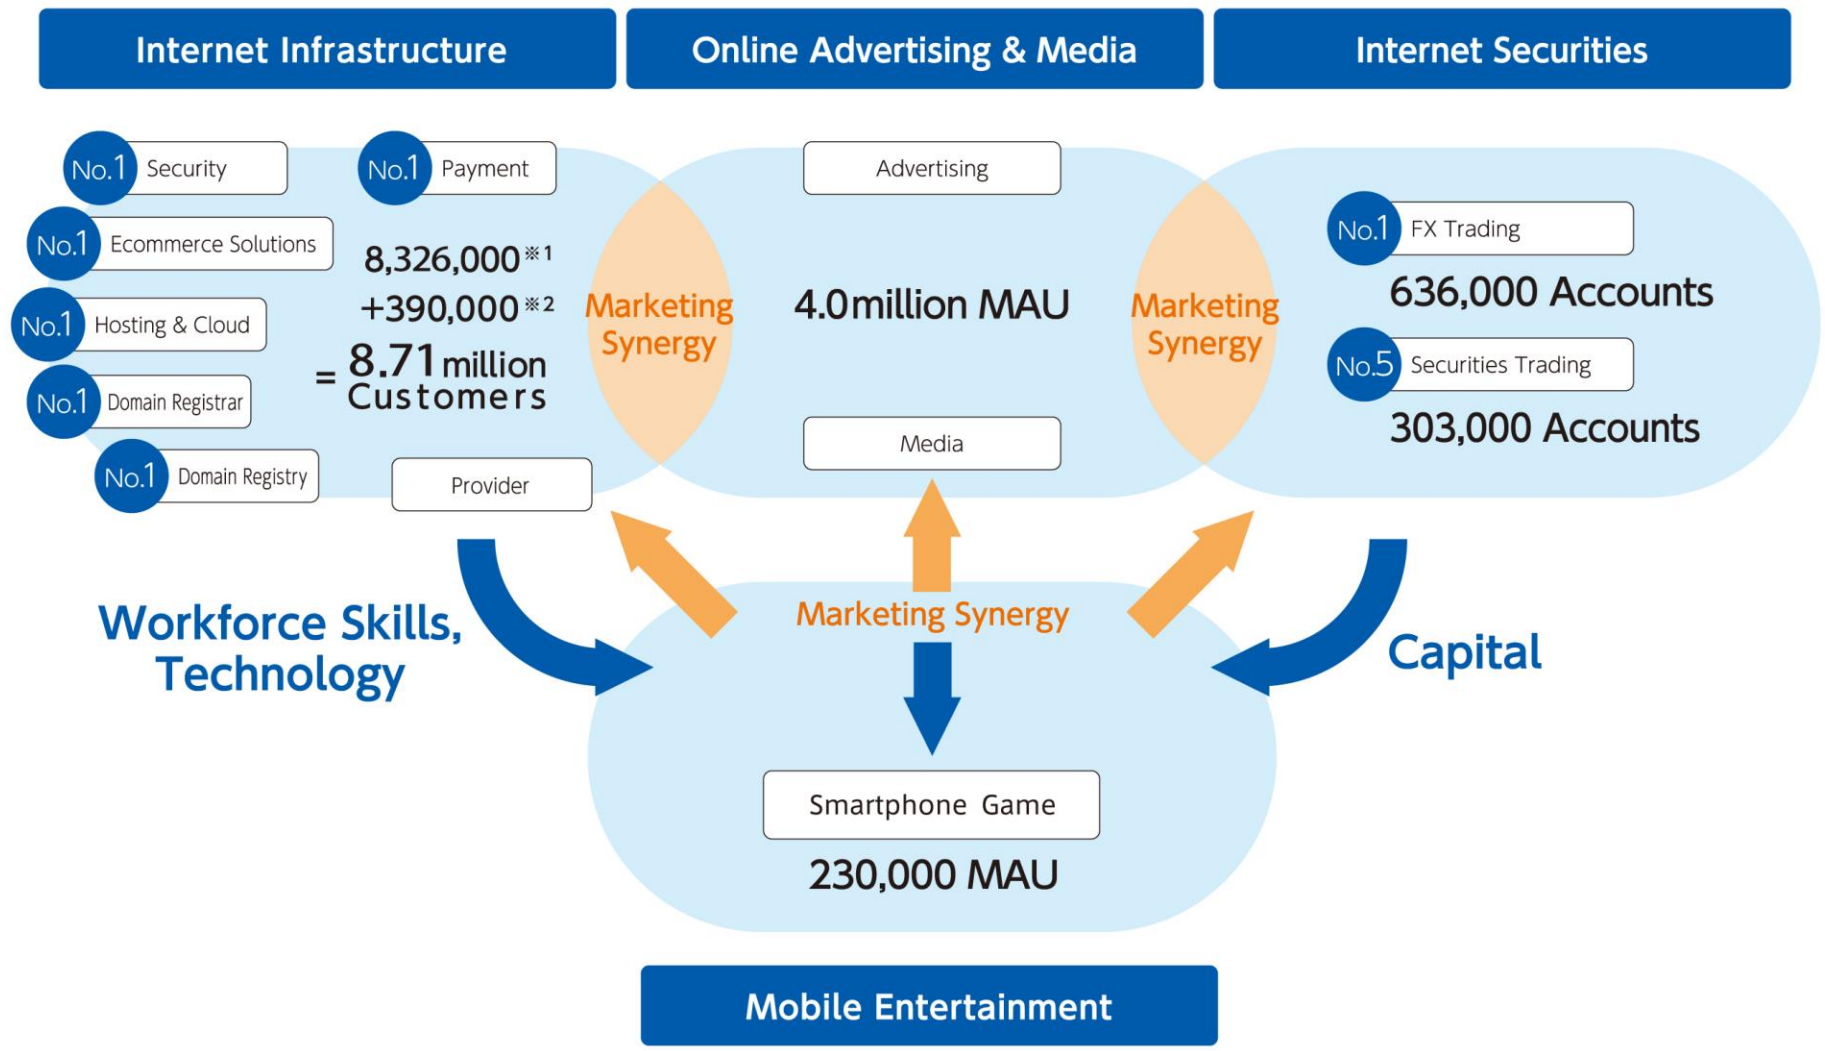 Internet Infrastructure
Online Advertising & Media
Internet Securities
No.1 Security
No.1 Payment
No.1 Ecommerce Solutions
No.1 Hosting & Cloud
No.1 Domain Registrar
No.1 Domain Registry
Provider
8,326,000※1
+390,000※2
= 8.71 million
Customers
Marketing
Synergy
Advertising
4.0million MAU
Media
Marketing
Synergy
No.1 FX Trading
636,000 Accounts
No.5 Securities Trading
303,000 Accounts
Workforce Skills,
Technology
Marketing Synergy
Capital
Smartphone Game
230,000 MAU
Mobile Entertainment